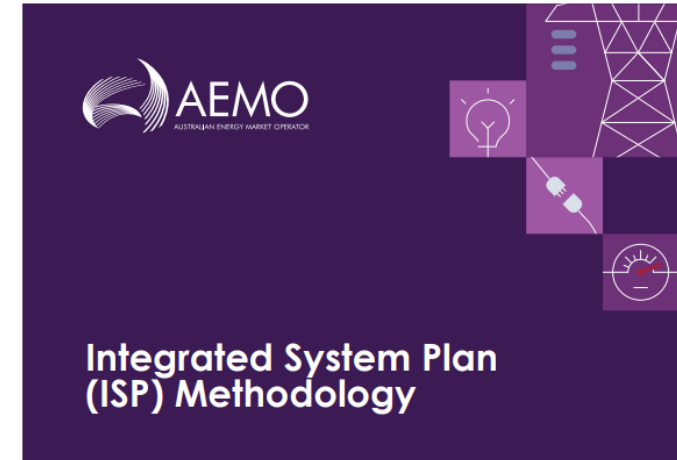 AEMO
AUSTRALIAN ENERGY MARKET OPERATOR
Integrated System Plan
(ISP) Methodology